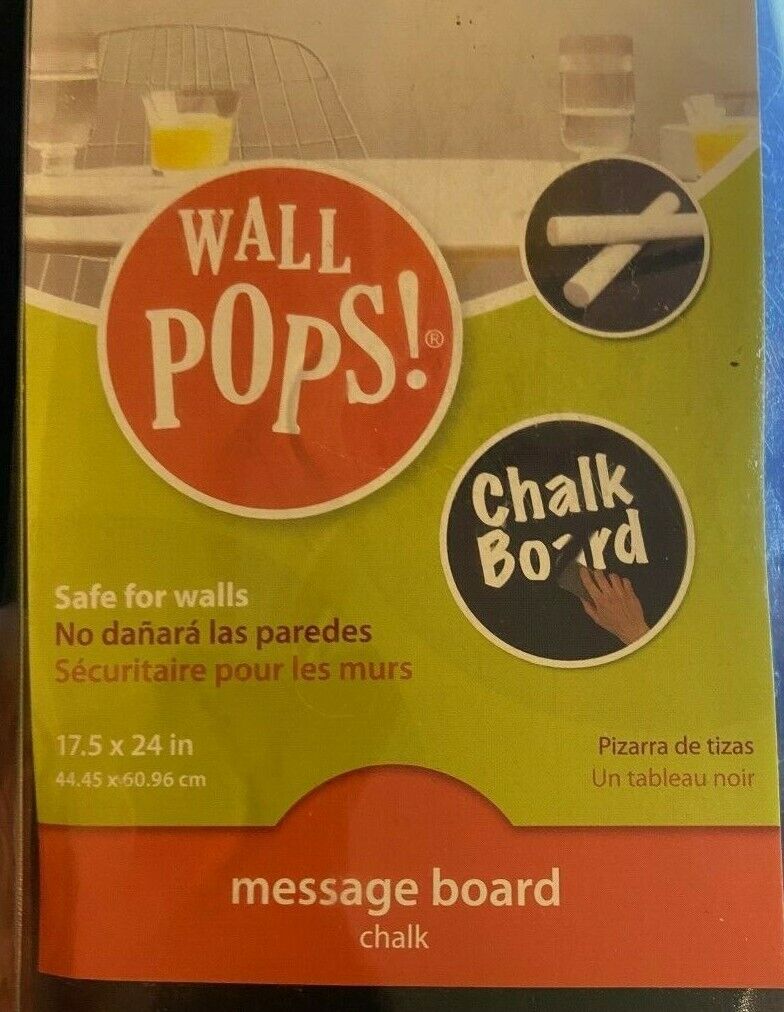 WALL
POPS!®
Chalk
Board
Safe for walls
No dañará las paredes
Sécuritaire pour les murs
17.5 x 24 in
44.45 x 60.96 cm
Pizarra de tizas
Un tableau noir
message board
chalk